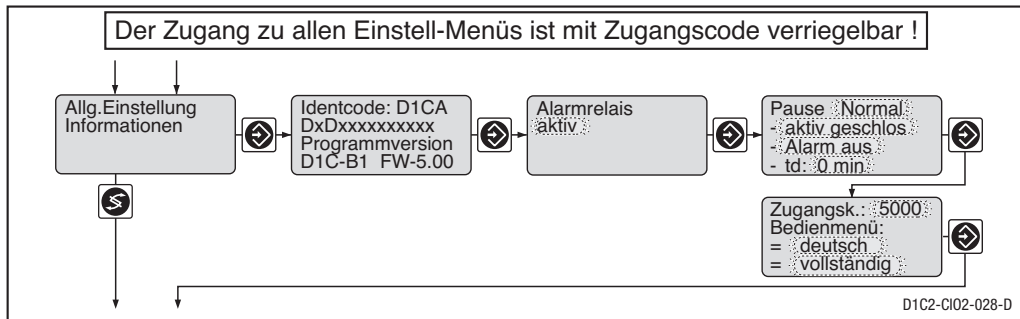 Der Zugang zu allen Einstell-Menüs ist mit Zugangscode verriegelbar !
Allg.Einstellung
Informationen
Identcode: D1CA
DxDxxxxxxxxxx
Programmversion
D1C-B1 FW-5.00
Alarmrelais
aktiv
Pause Normal
- aktiv geschlos
- Alarm aus
- td: 0 min
Zugangsk.: 5000
Bedienmenü:
= deutsch
= vollständig
D1C2-CI02-028-D